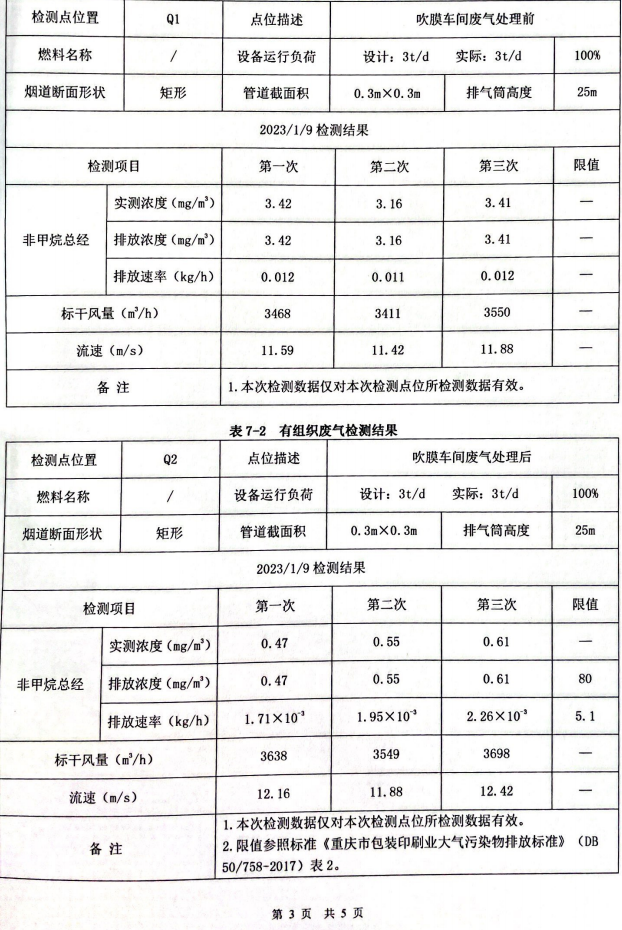 检测点位置 Q1 点位描述 吹膜车间废气处理前
燃料名称 / 设备运行负荷 设计：3t/d 实际：3t/d 100%
烟道断面形状 矩形 管道截面积 0.3m×0.3m 排气筒高度 25m
2023/1/9 检测结果
检测项目 第一次 第二次 第三次 限值
非甲烷总经 实测浓度（mg/m³） 3.42 3.16 3.41 —
排放浓度（mg/m³） 3.42 3.16 3.41 —
排放速率（kg/h） 0.012 0.011 0.012 —
标干风量（m³/h） 3468 3411 3550 —
流速（m/s） 11.59 11.42 11.88 —
备 注 1.本次检测数据仅对本次检测点位所检测数据有效。
表 7-2 有组织废气检测结果
检测点位置 Q2 点位描述 吹膜车间废气处理后
燃料名称 / 设备运行负荷 设计：3t/d 实际：3t/d 100%
烟道断面形状 矩形 管道截面积 0.3m×0.3m 排气筒高度 25m
2023/1/9 检测结果
检测项目 第一次 第二次 第三次 限值
非甲烷总经 实测浓度（mg/m³） 0.47 0.55 0.61 —
排放浓度（mg/m³） 0.47 0.55 0.61 80
排放速率（kg/h） 1.71×10⁻³ 1.95×10⁻³ 2.26×10⁻³ 5.1
标干风量（m³/h） 3638 3549 3698 —
流速（m/s） 12.16 11.88 12.42 —
备 注 1.本次检测数据仅对本次检测点位所检测数据有效。
2.限值参照标准《重庆市包装印刷业大气污染物排放标准》（DB
50/758-2017）表 2。
第 3 页 共 5 页